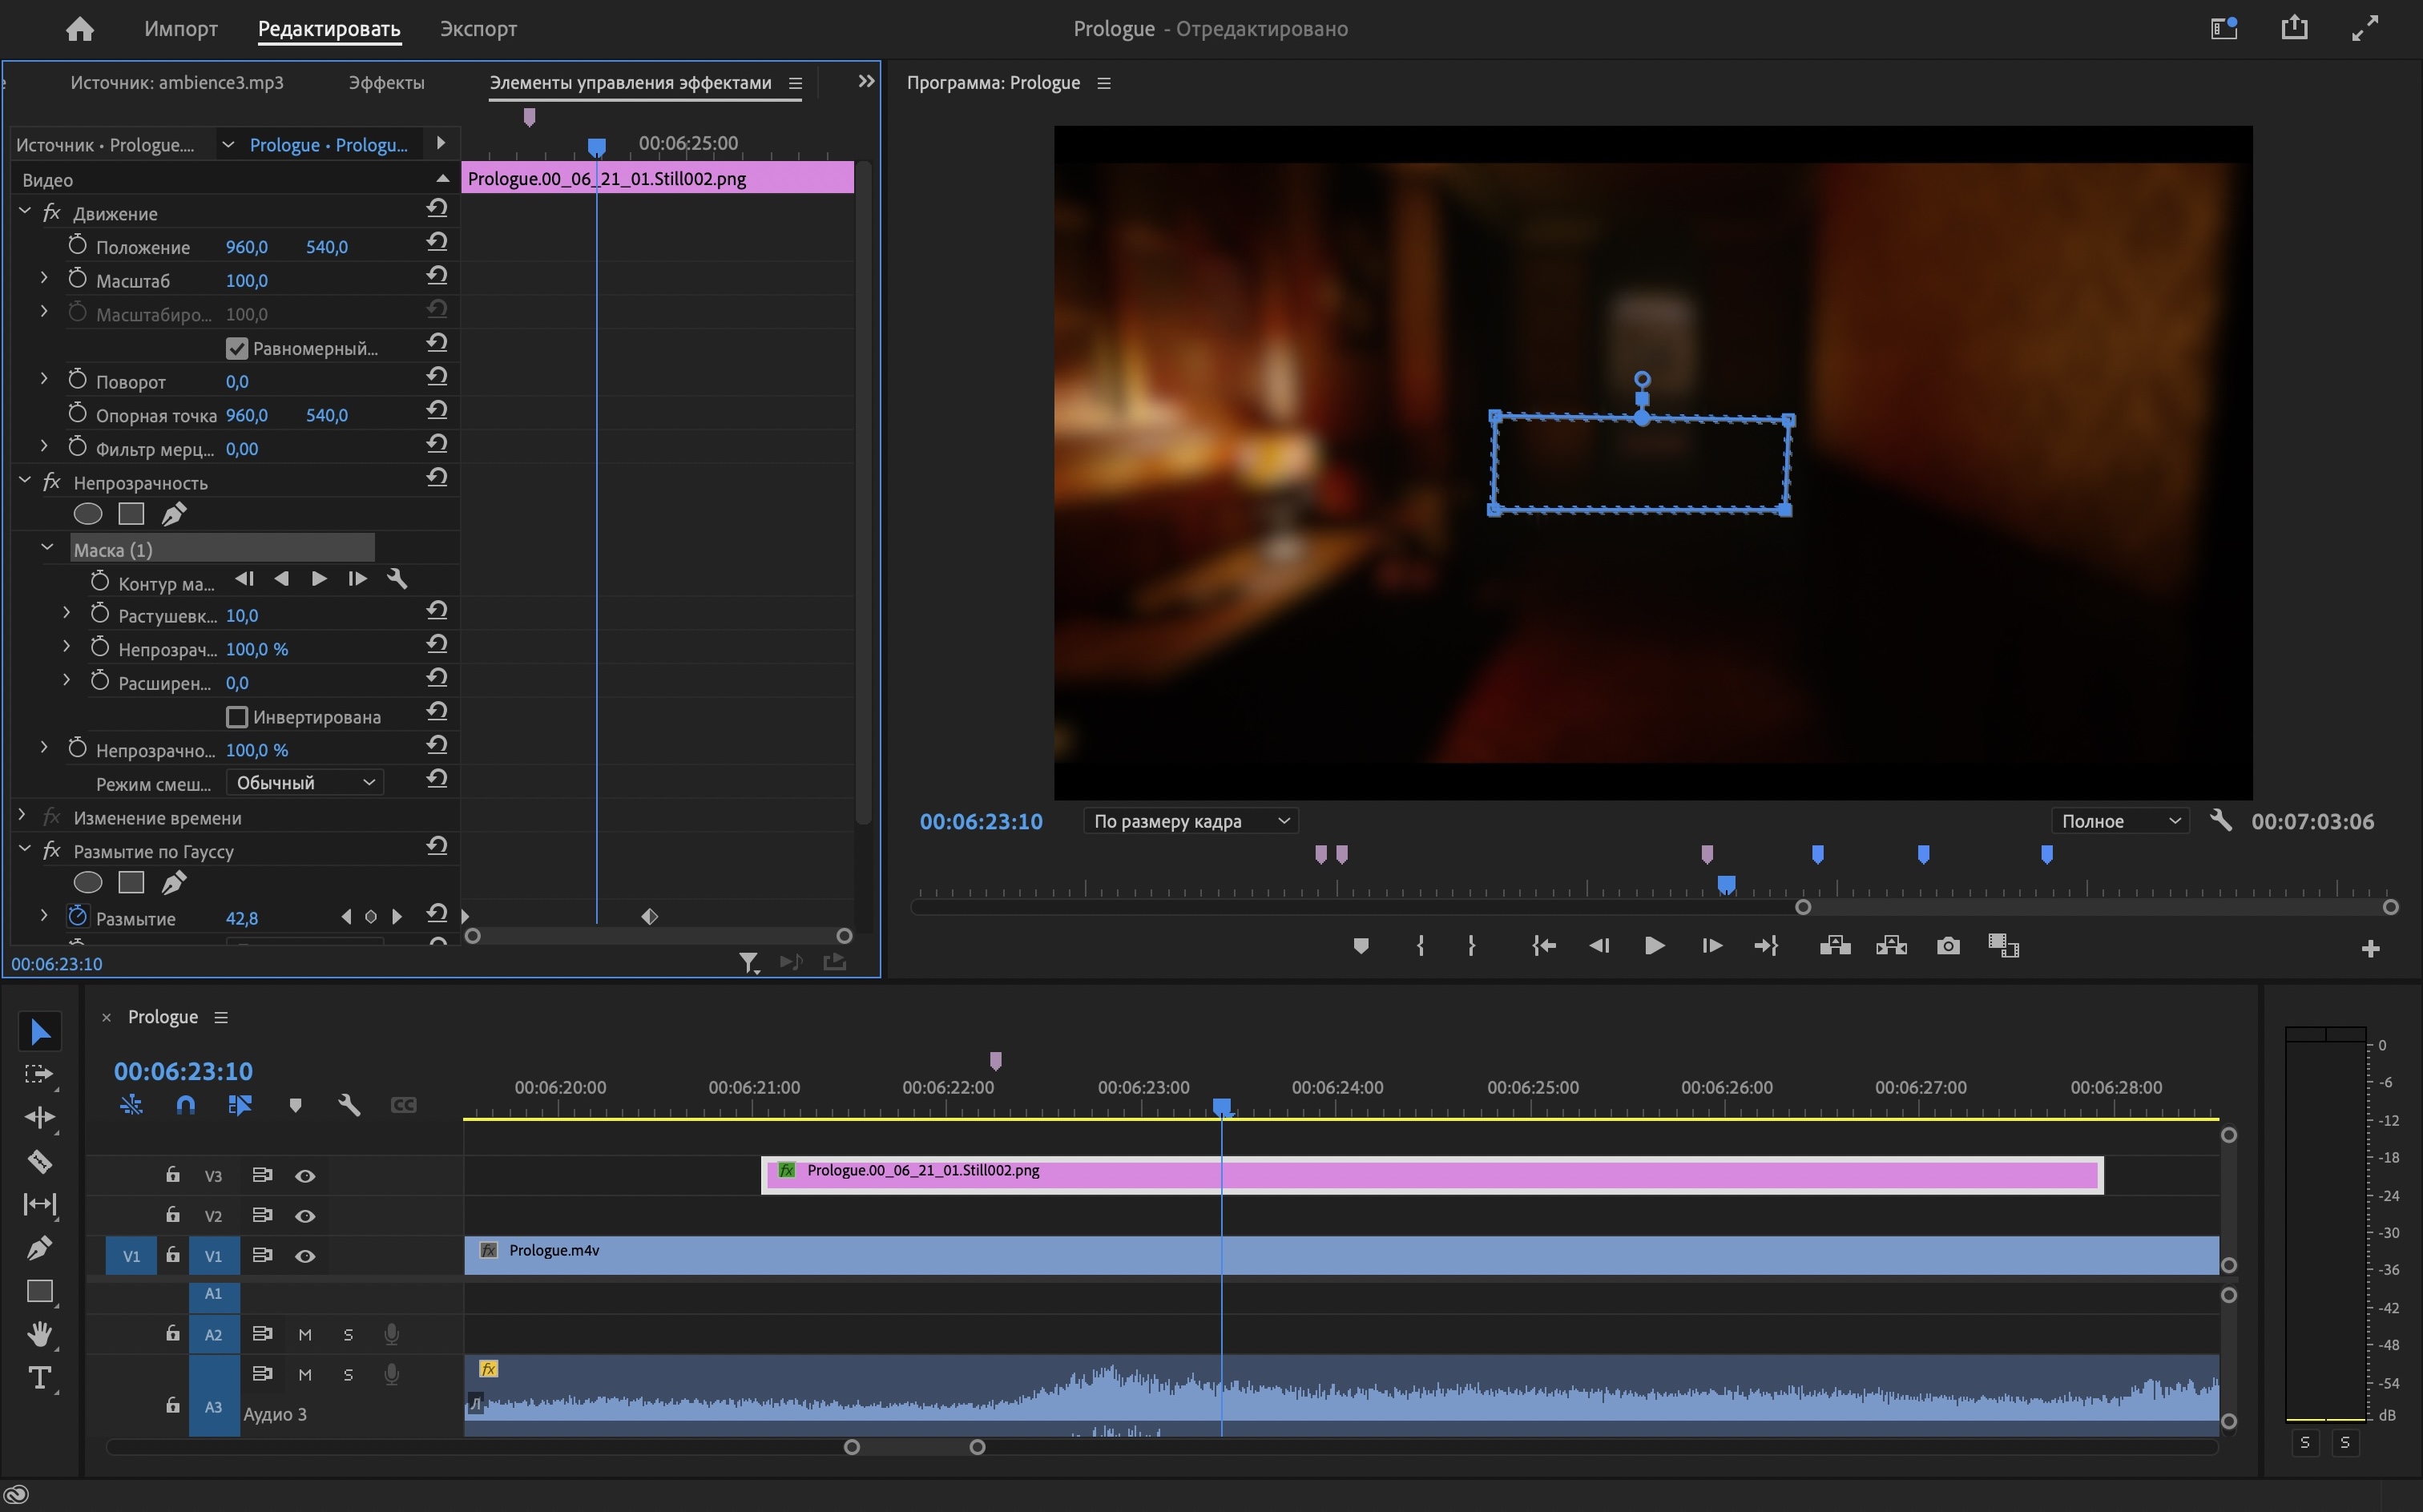 Импорт Редактировать Экспорт Prologue - Отредактировано
Источник: ambience3.mp3 Эффекты Элементы управления эффектами
Программа: Prologue
Источник • Prologue.... Prologue • Prologu... 00:06:25:00
Видео Prologue.00_06_21_01.Still002.png
fx Движение
Положение 960,0 540,0
Масштаб 100,0
Масштабиро... 100,0
Равномерный...
Поворот 0,0
Опорная точка 960,0 540,0
Фильтр мерц... 0,00
fx Непрозрачность
Маска (1)
Контур ма...
Растушевк... 10,0
Непрозрач... 100,0 %
Расширен... 0,0
Инвертирована
Непрозрачно... 100,0 %
Режим смеш... Обычный
fx Изменение времени
fx Размытие по Гауссу
Размытие 42,8
00:06:23:10
00:06:23:10 По размеру кадра Полное 00:07:03:06
× Prologue
00:06:23:10
00:06:20:00 00:06:21:00 00:06:22:00 00:06:23:00 00:06:24:00 00:06:25:00 00:06:26:00 00:06:27:00 00:06:28:00
CC
V3 fx Prologue.00_06_21_01.Still002.png
V2
V1 V1 fx Prologue.m4v
A1
A2 M S
M S fx
A3 Аудио 3
0
-6
-12
-18
-24
-30
-36
-42
-48
-54
dB
S S